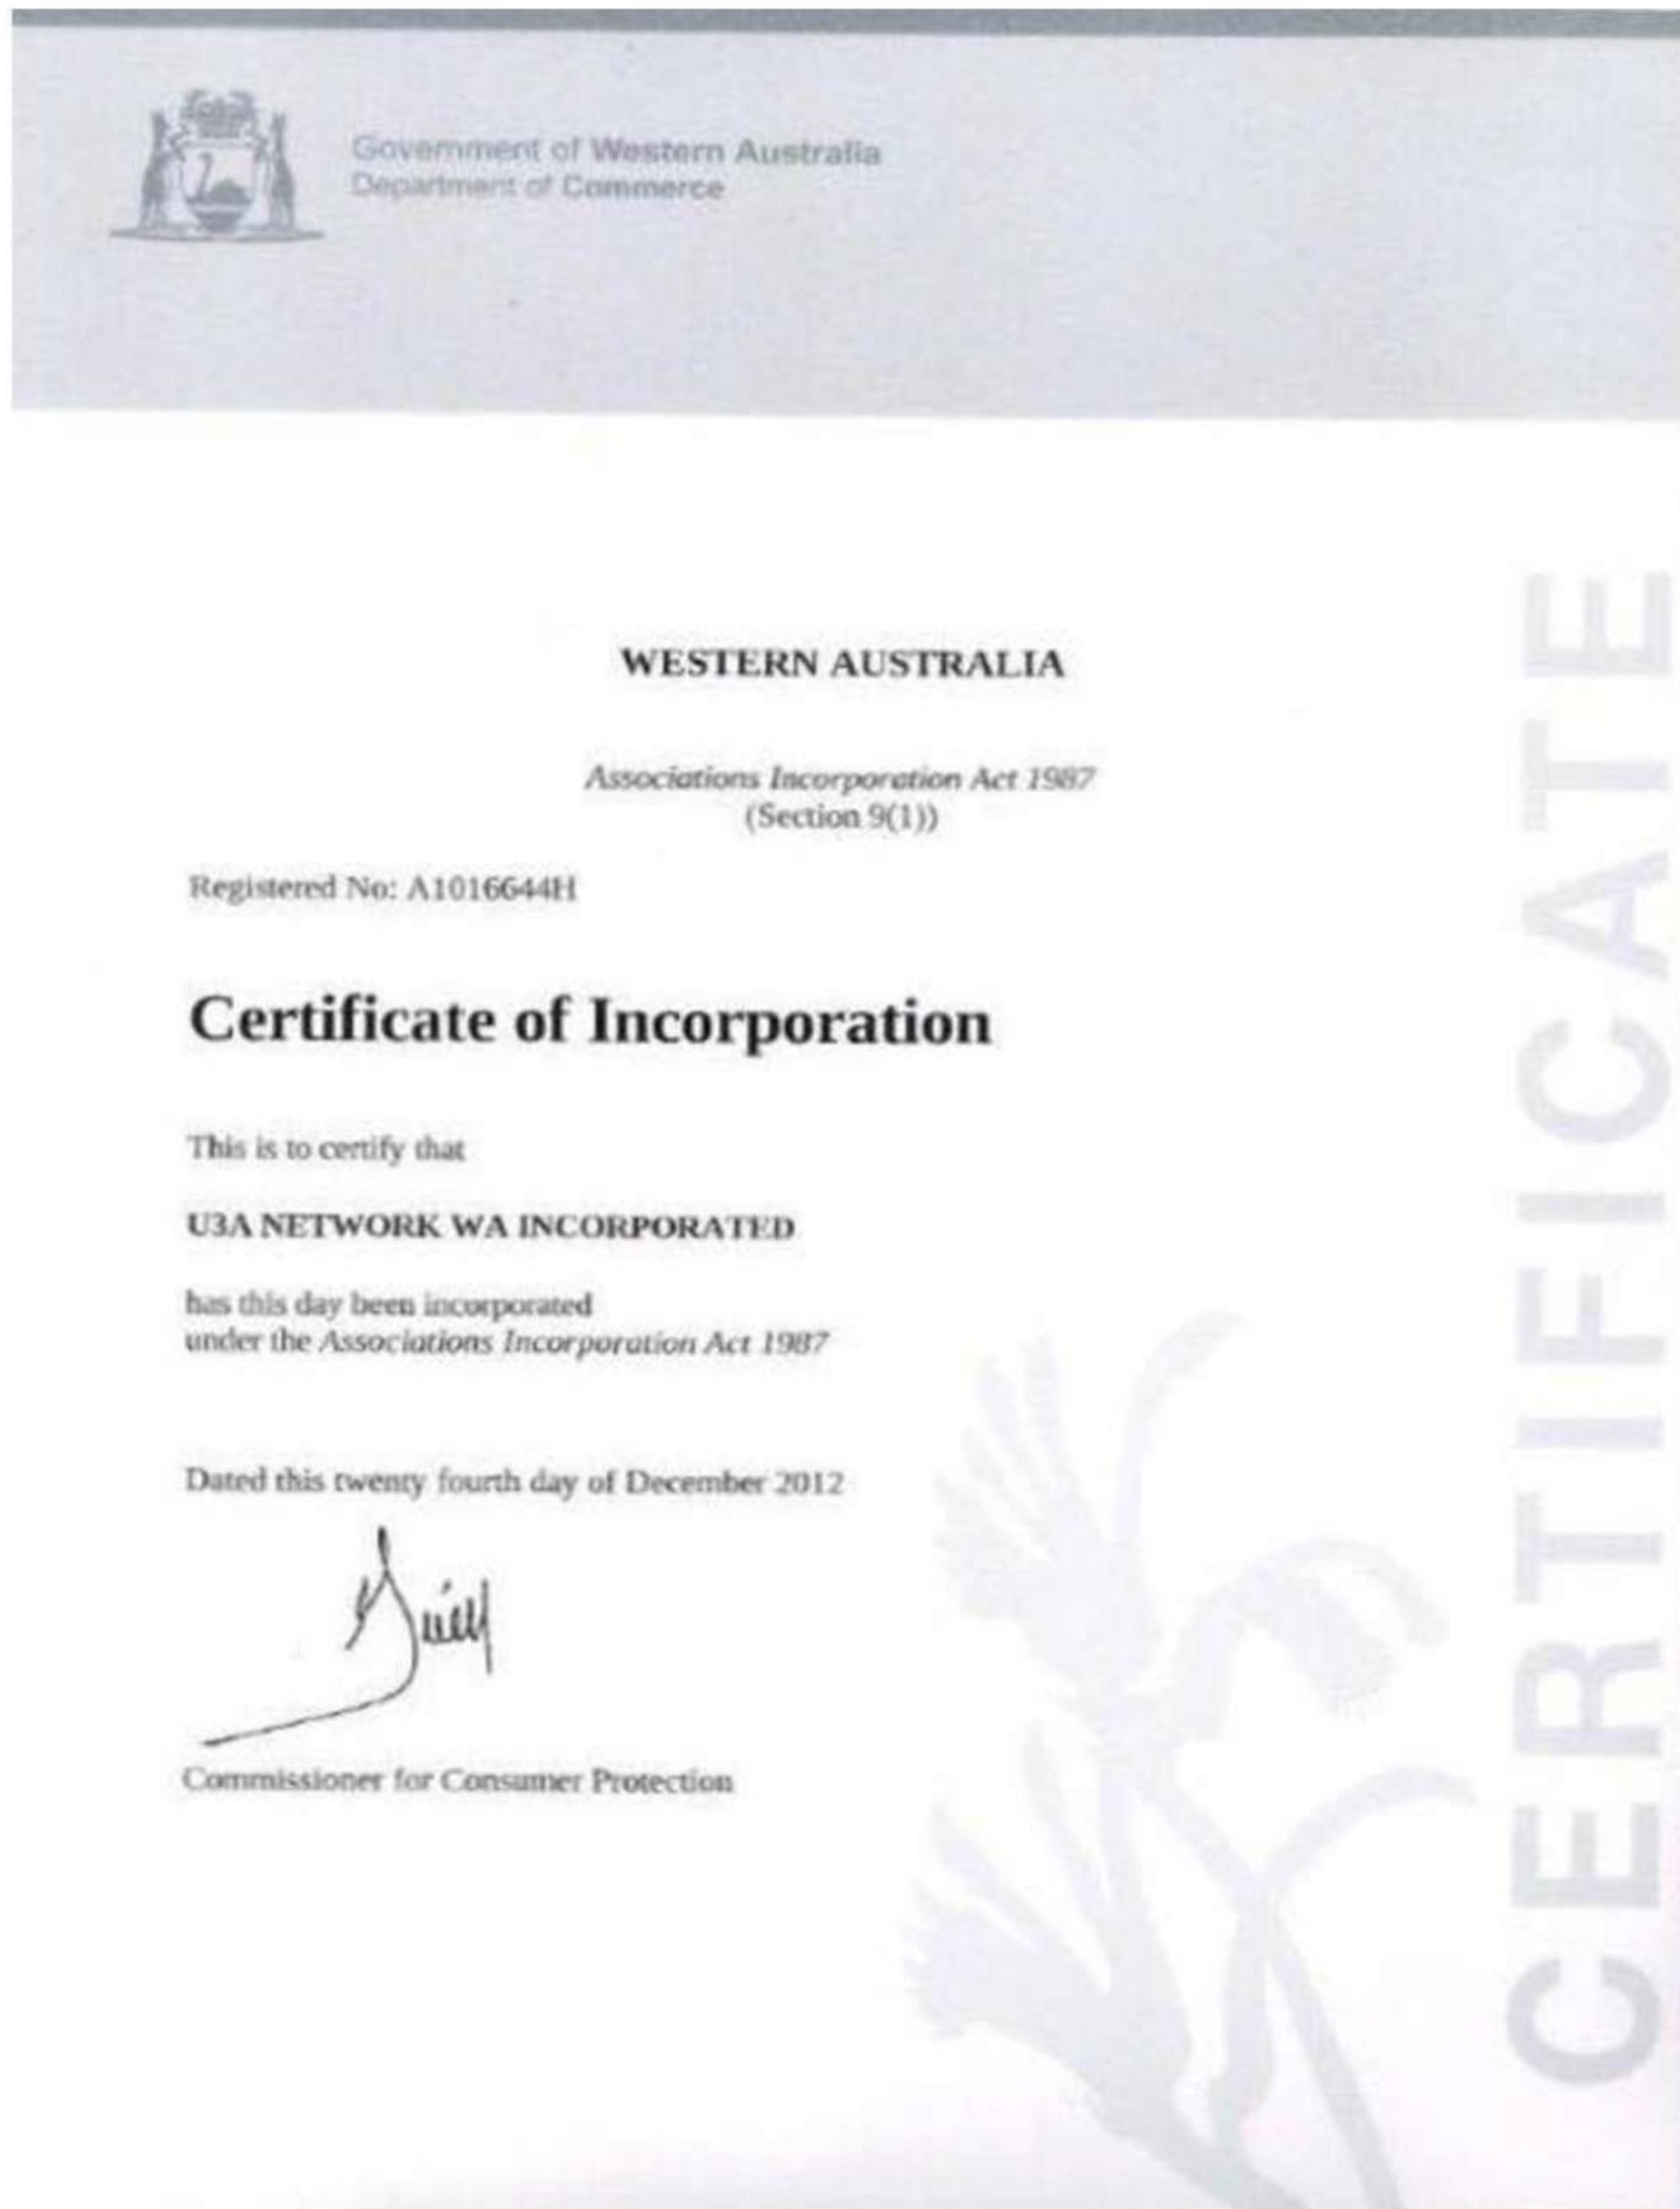 Government of Western Australia
Department of Commerce
WESTERN AUSTRALIA
Associations Incorporation Act 1987
(Section 9(1))
Registered No: A1016644H
Certificate of Incorporation
This is to certify that
U3A NETWORK WA INCORPORATED
has this day been incorporated
under the Associations Incorporation Act 1987
Dated this twenty fourth day of December 2012
Commissioner for Consumer Protection
CERTIFICATE